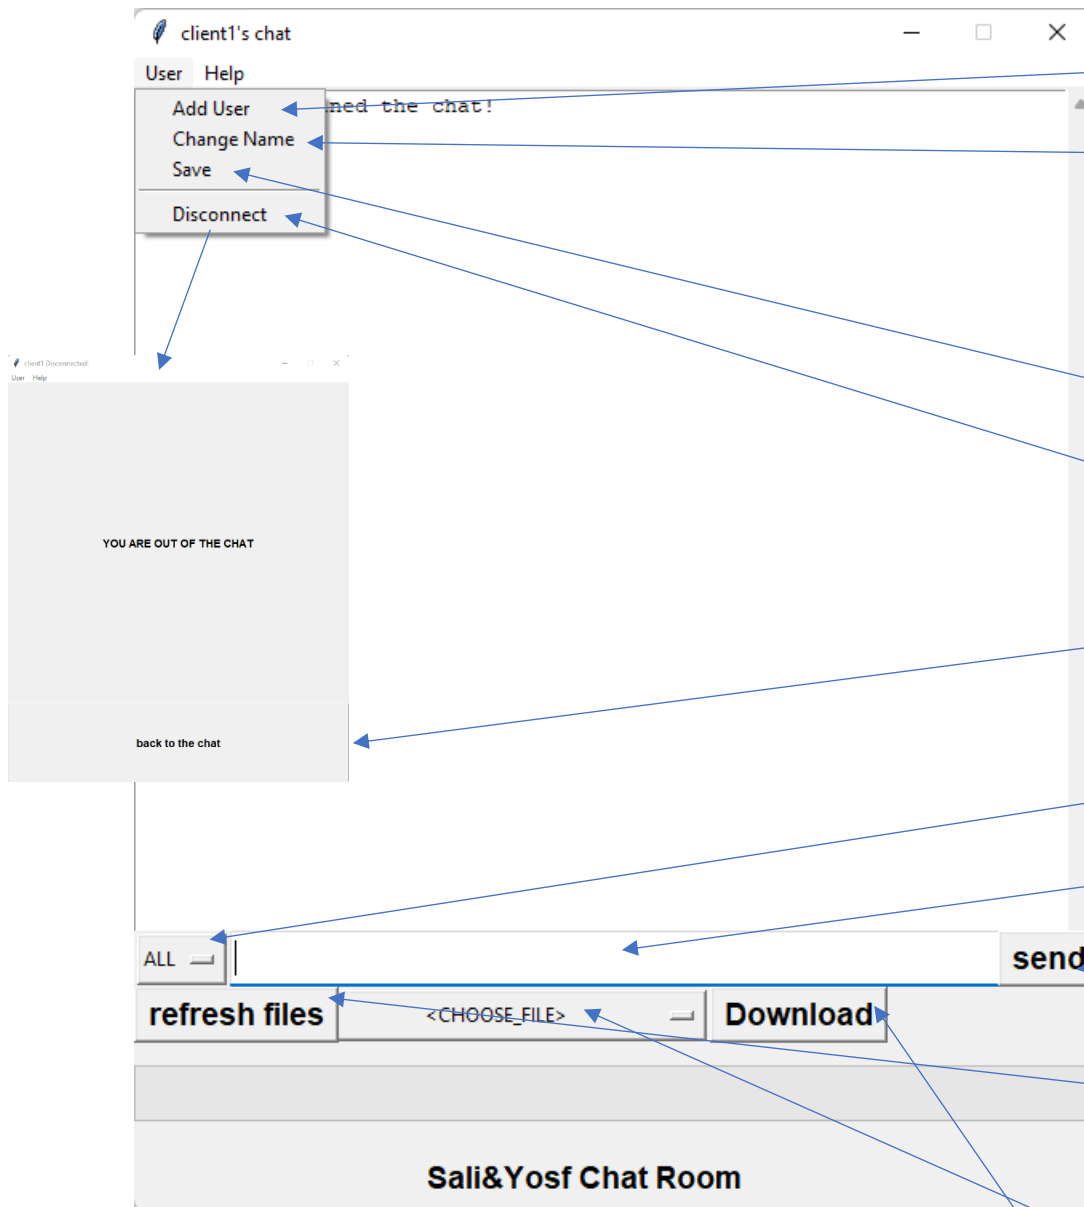 client1's chat
User Help
Add User
ned the chat!
Change Name
Save
Disconnect
client1 Disconnected!
User Help
YOU ARE OUT OF THE CHAT
back to the chat
ALL
send
refresh files
<CHOOSE_FILE>
Download
Sali&Yosf Chat Room